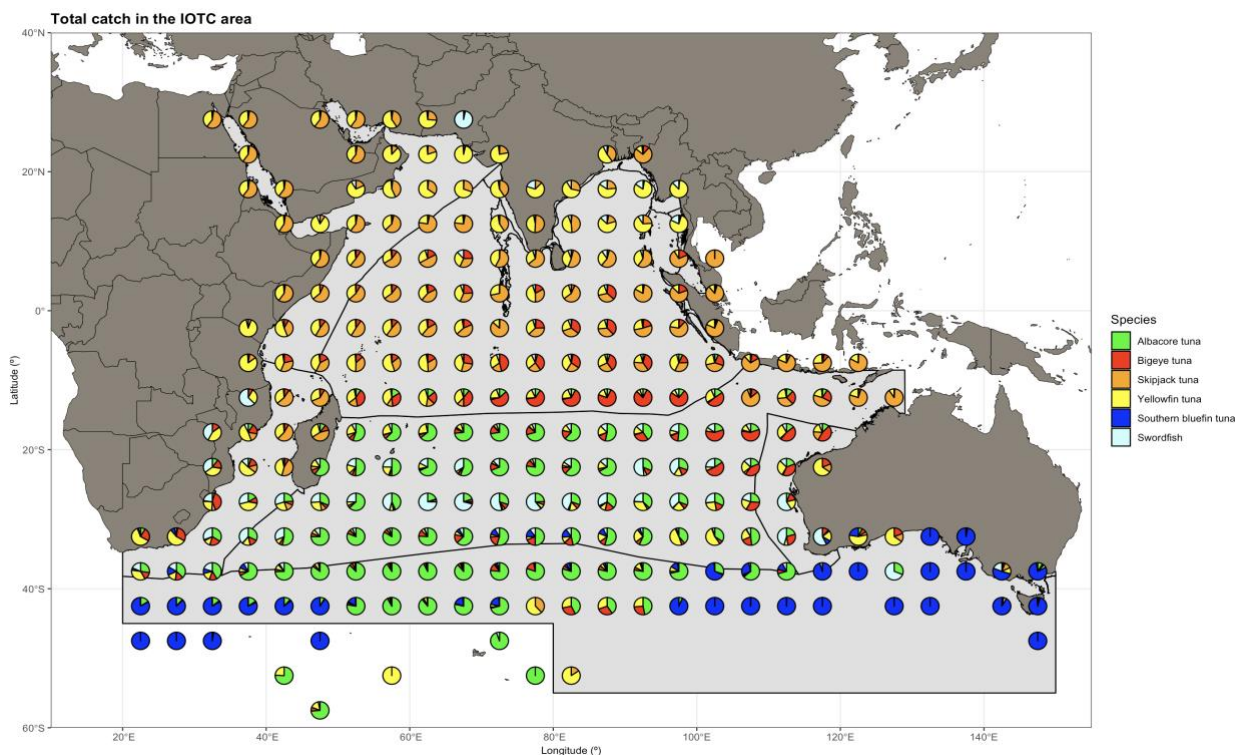 Total catch in the IOTC area
40°N
20°N
0°
20°S
40°S
60°S
Latitude (º)
20°E
40°E
60°E
80°E
100°E
120°E
140°E
Longitude (º)
Species
Albacore tuna
Bigeye tuna
Skipjack tuna
Yellowfin tuna
Southern bluefin tuna
Swordfish